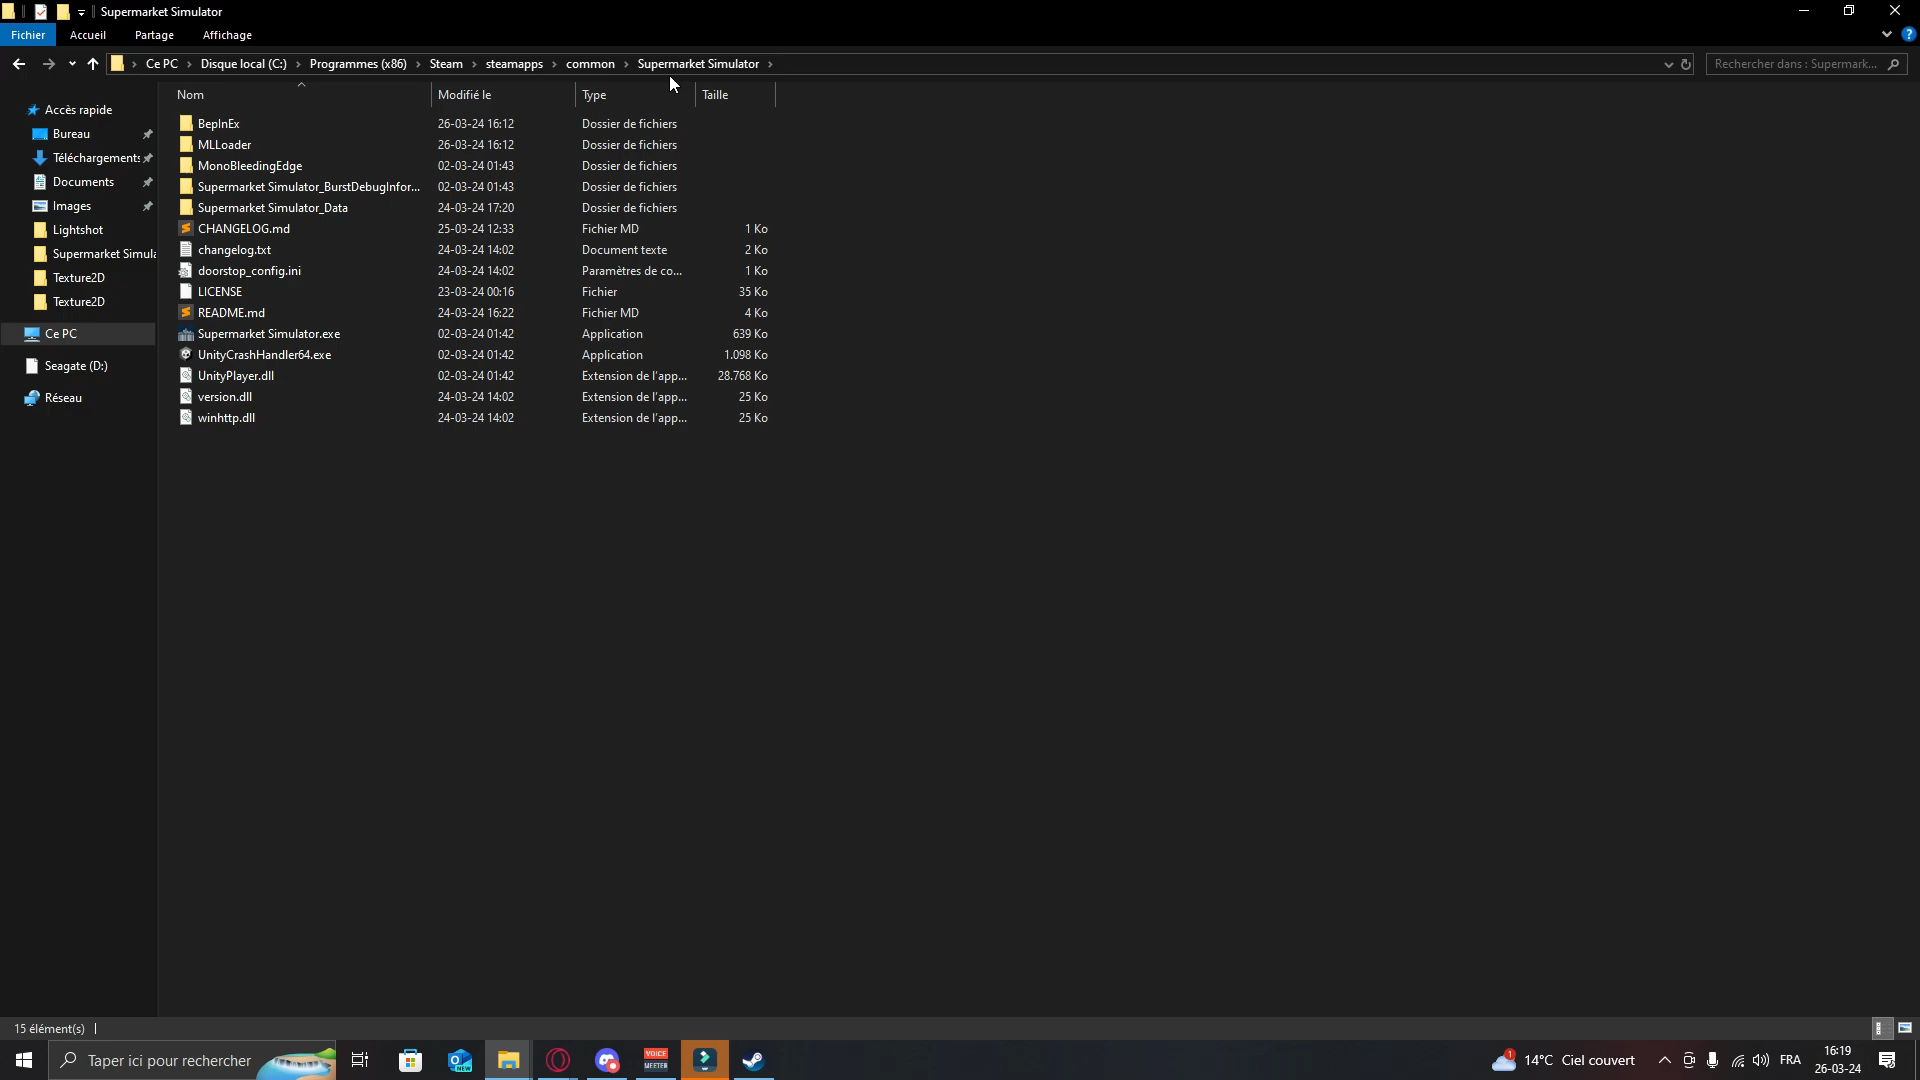 Supermarket Simulator
Fichier Accueil Partage Affichage
Ce PC Disque local (C:) Programmes (x86) Steam steamapps common Supermarket Simulator Rechercher dans : Supermark...
Nom Modifié le Type Taille
Accès rapide
Bureau
Téléchargements
Documents
Images
Lightshot
Supermarket Simula
Texture2D
Texture2D
Ce PC
Seagate (D:)
Réseau
BepInEx 26-03-24 16:12 Dossier de fichiers
MLLoader 26-03-24 16:12 Dossier de fichiers
MonoBleedingEdge 02-03-24 01:43 Dossier de fichiers
Supermarket Simulator_BurstDebugInfor... 02-03-24 01:43 Dossier de fichiers
Supermarket Simulator_Data 24-03-24 17:20 Dossier de fichiers
CHANGELOG.md 25-03-24 12:33 Fichier MD 1 Ko
changelog.txt 24-03-24 14:02 Document texte 2 Ko
doorstop_config.ini 24-03-24 14:02 Paramètres de co... 1 Ko
LICENSE 23-03-24 00:16 Fichier 35 Ko
README.md 24-03-24 16:22 Fichier MD 4 Ko
Supermarket Simulator.exe 02-03-24 01:42 Application 639 Ko
UnityCrashHandler64.exe 02-03-24 01:42 Application 1.098 Ko
UnityPlayer.dll 02-03-24 01:42 Extension de l'app... 28.768 Ko
version.dll 24-03-24 14:02 Extension de l'app... 25 Ko
winhttp.dll 24-03-24 14:02 Extension de l'app... 25 Ko
15 élément(s)
Taper ici pour rechercher
NEW
VOICE
MEETER
1
14°C Ciel couvert
FRA
16:19
26-03-24